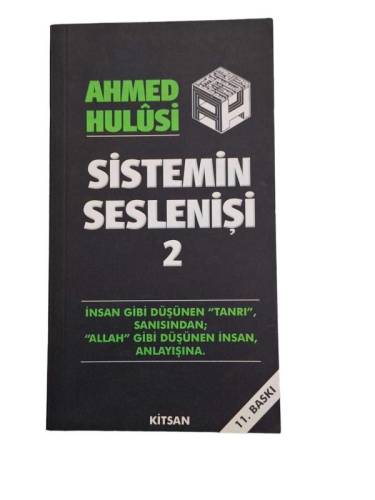 AHMED
HULÛSİ
SİSTEMİN
SESLENİŞİ
2
İNSAN GİBİ DÜŞÜNEN "TANRI",
SANISINDAN;
"ALLAH" GİBİ DÜŞÜNEN İNSAN,
ANLAYIŞINA.
11. BASKI
KİTSAN